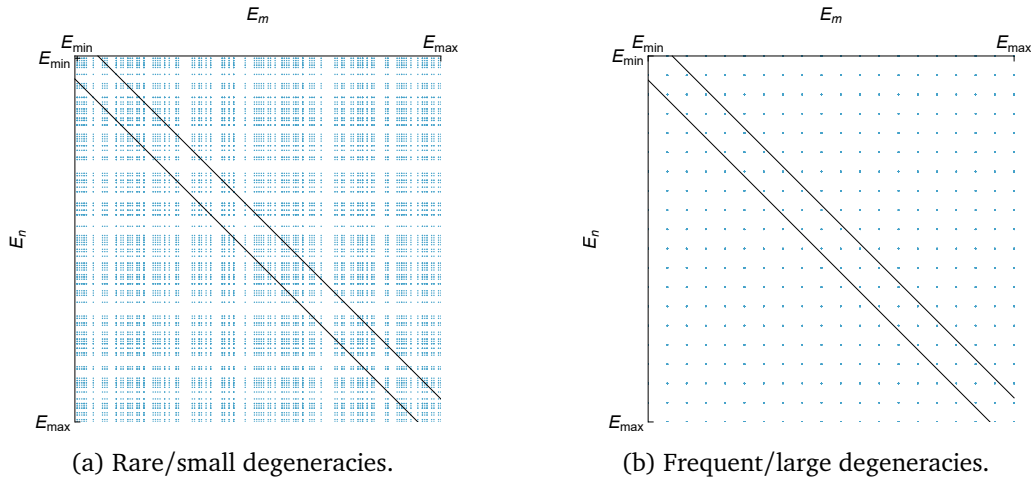 E_m
E_min E_max
E_min
E_n
E_max
(a) Rare/small degeneracies.
E_m
E_min E_max
E_min
E_n
E_max
(b) Frequent/large degeneracies.